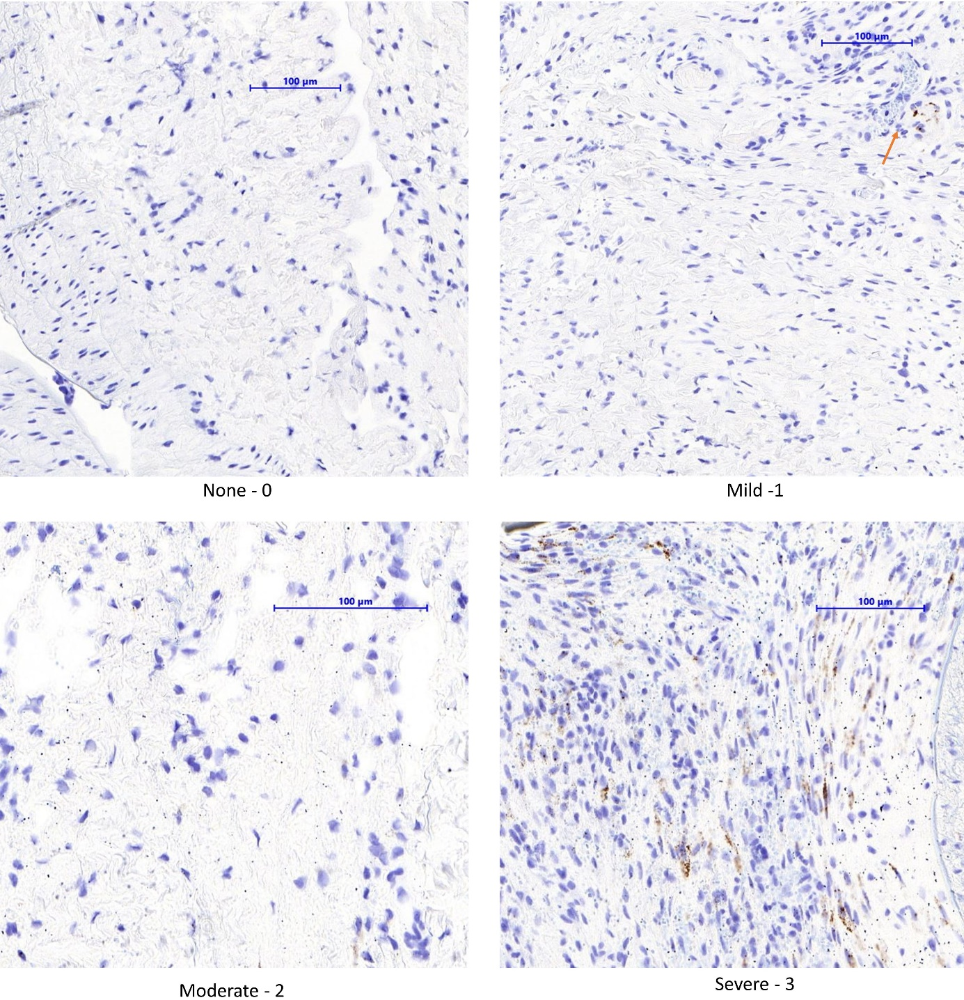 100 µm
100 µm
None - 0
Mild -1
100 µm
100 µm
Moderate - 2
Severe - 3